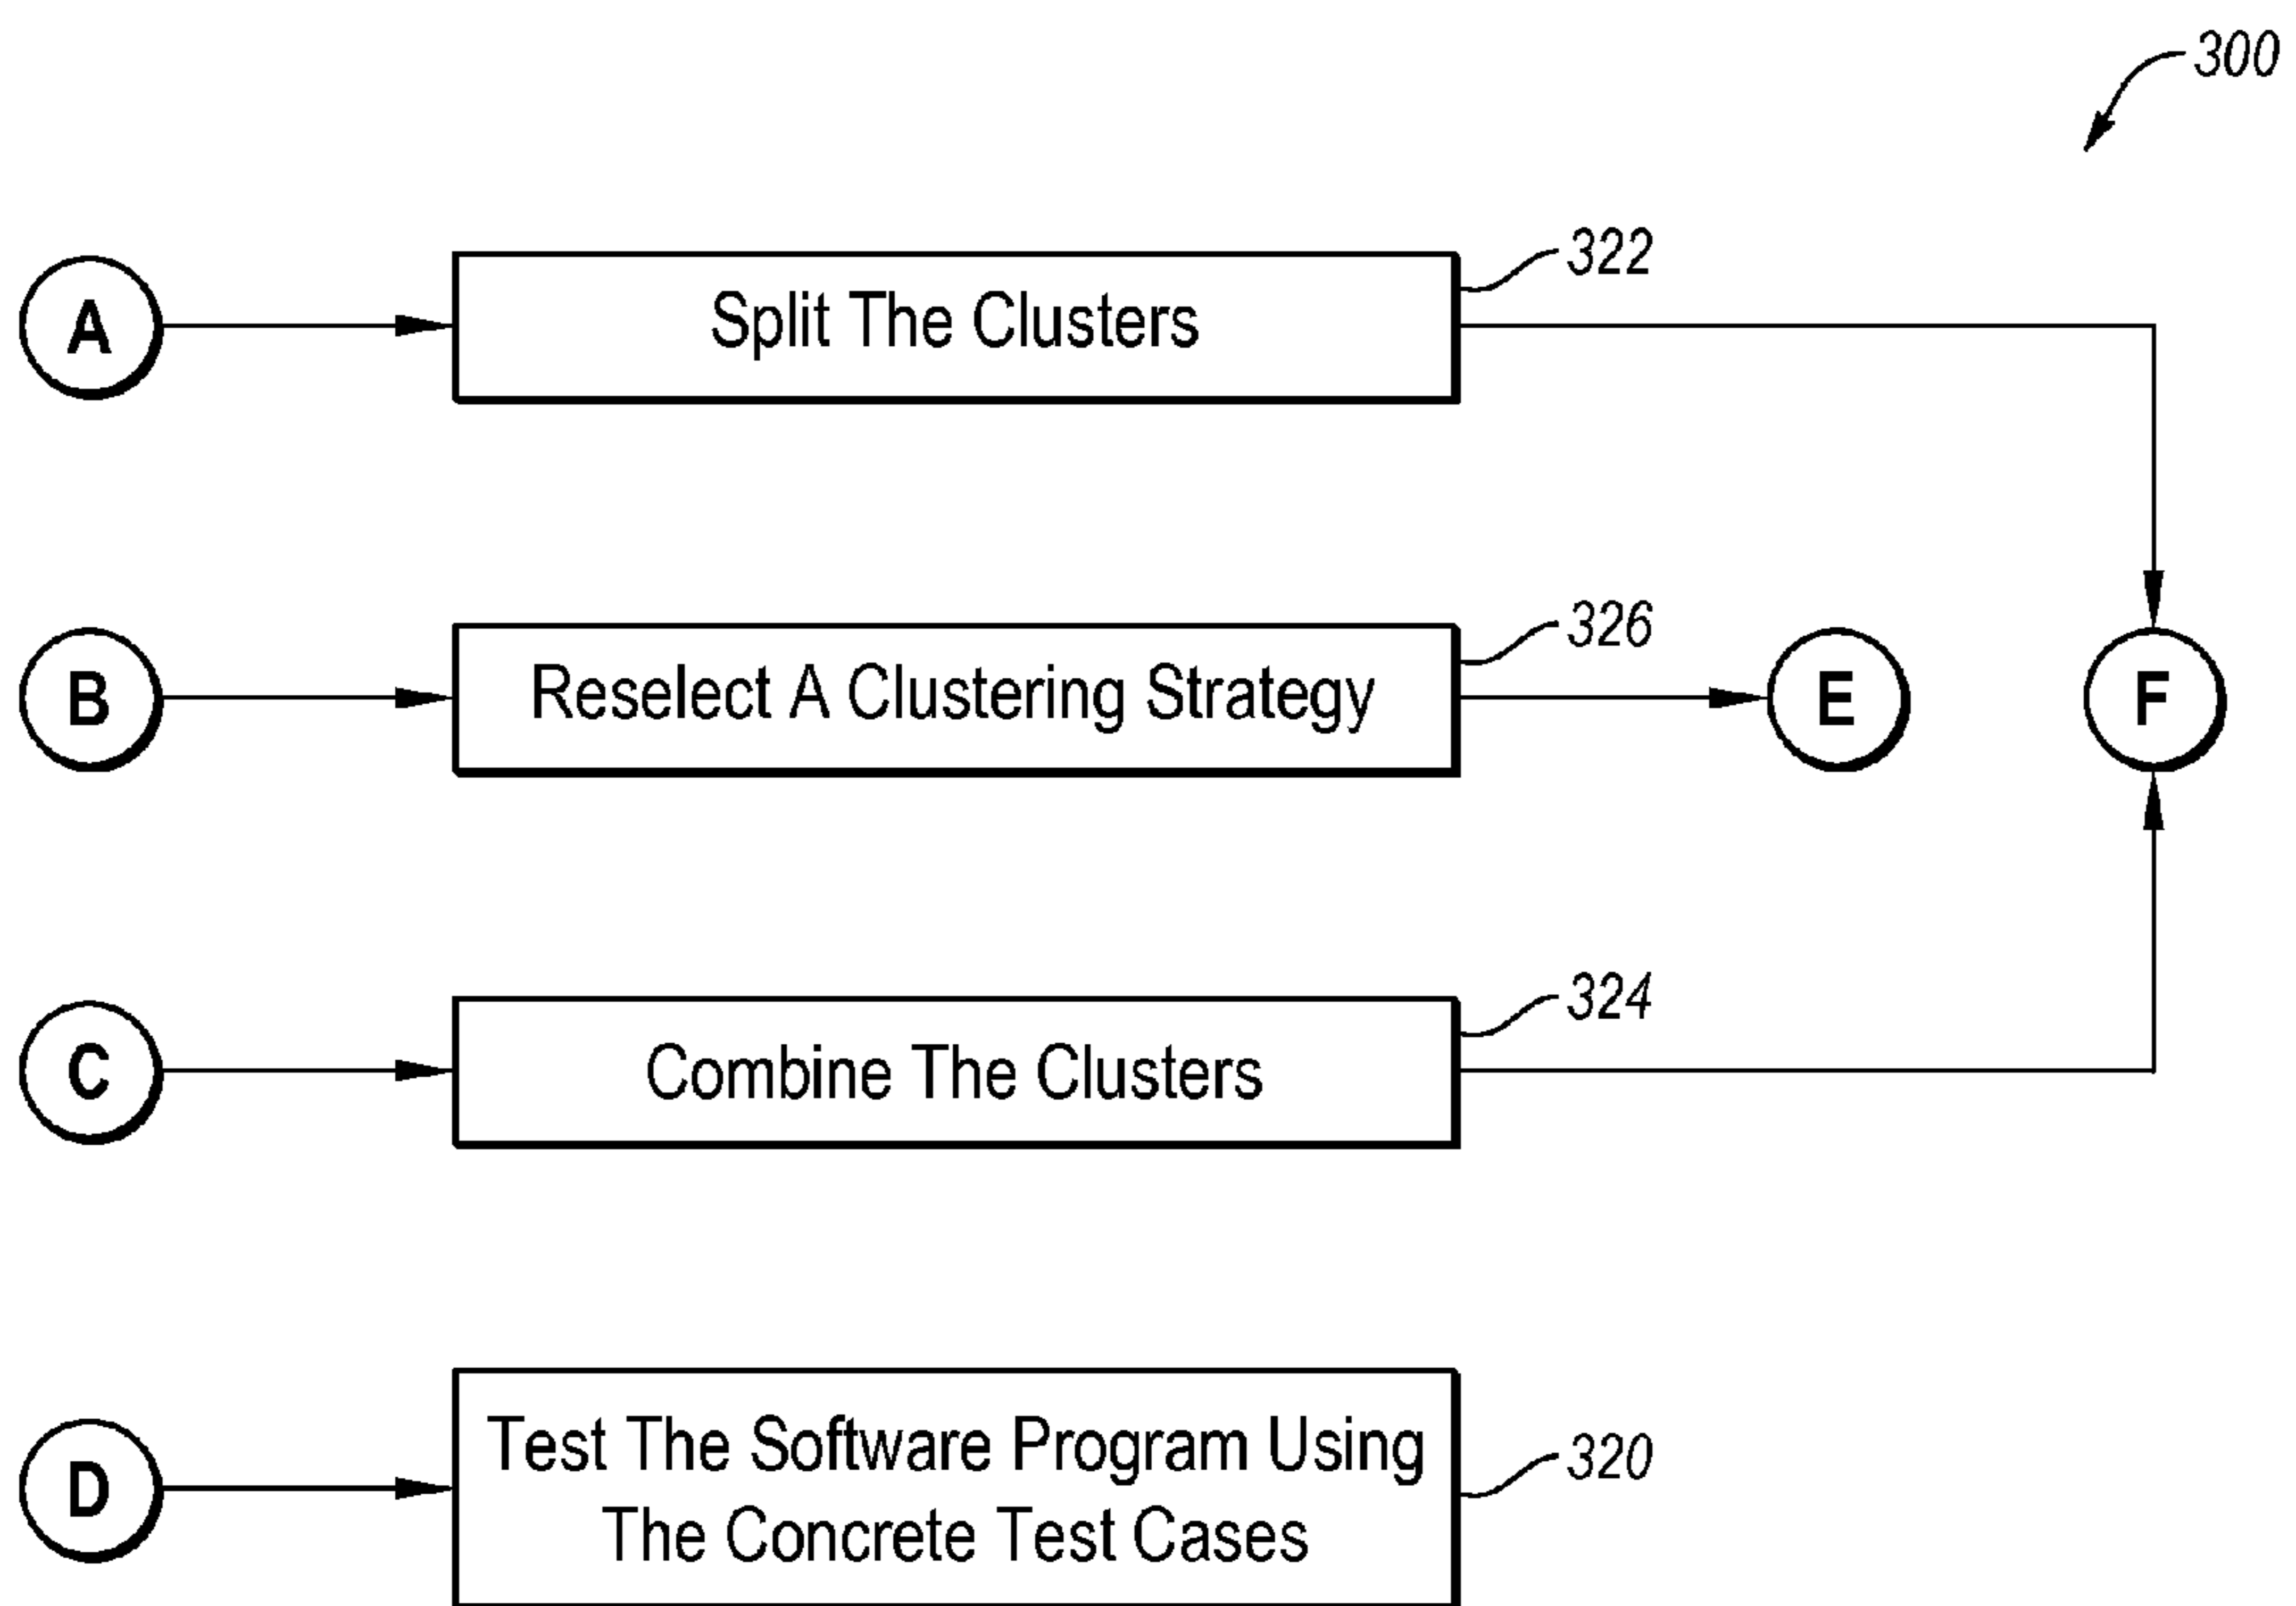 300
A
Split The Clusters
322
B
Reselect A Clustering Strategy
326
E
F
C
Combine The Clusters
324
D
Test The Software Program Using
The Concrete Test Cases
320